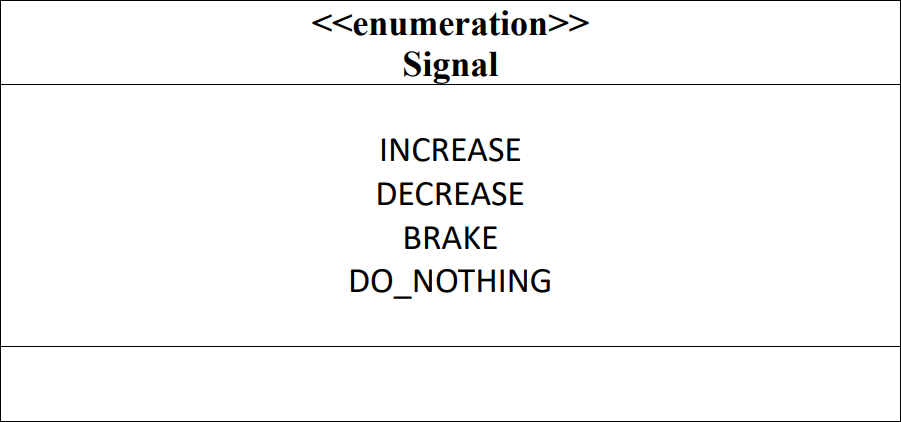 <<enumeration>>
Signal
INCREASE
DECREASE
BRAKE
DO_NOTHING